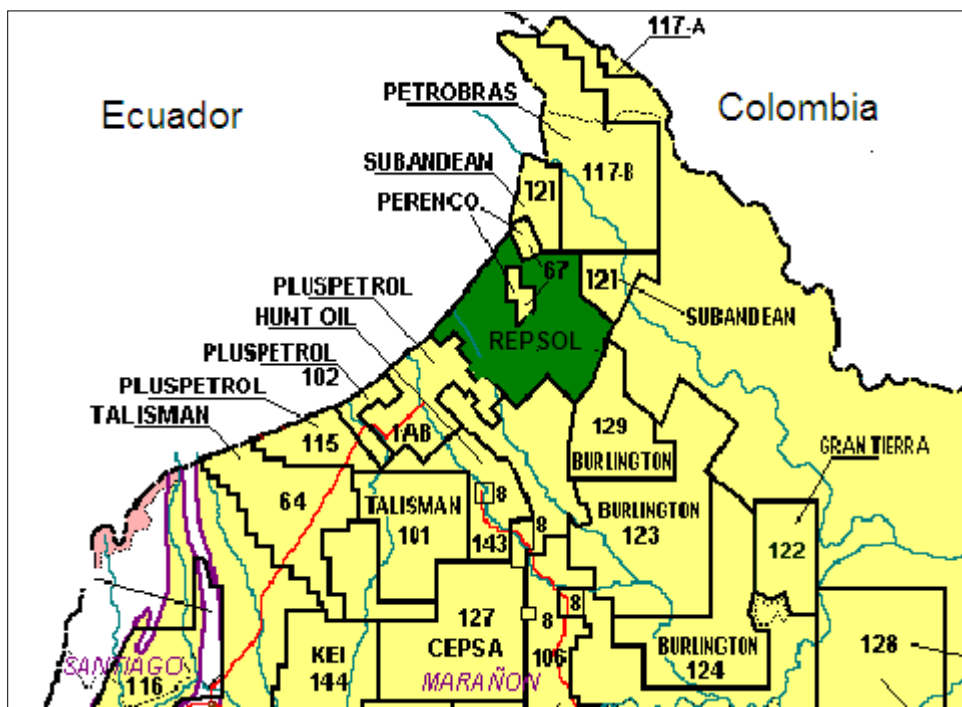 117-A
PETROBRAS
Ecuador
Colombia
SUBANDEAN
121
117-B
PERENCO
67
121
PLUSPETROL
SUBANDEAN
HUNT OIL
REPSOL
PLUSPETROL
102
PLUSPETROL
TALISMAN
115
1AB
129
GRAN TIERRA
BURLINGTON
64
8
TALISMAN
BURLINGTON
101
143
8
123
122
127
8
8
CEPSA
128
KEI
106
BURLINGTON
SANTIAGO
144
MARAÑON
124
116